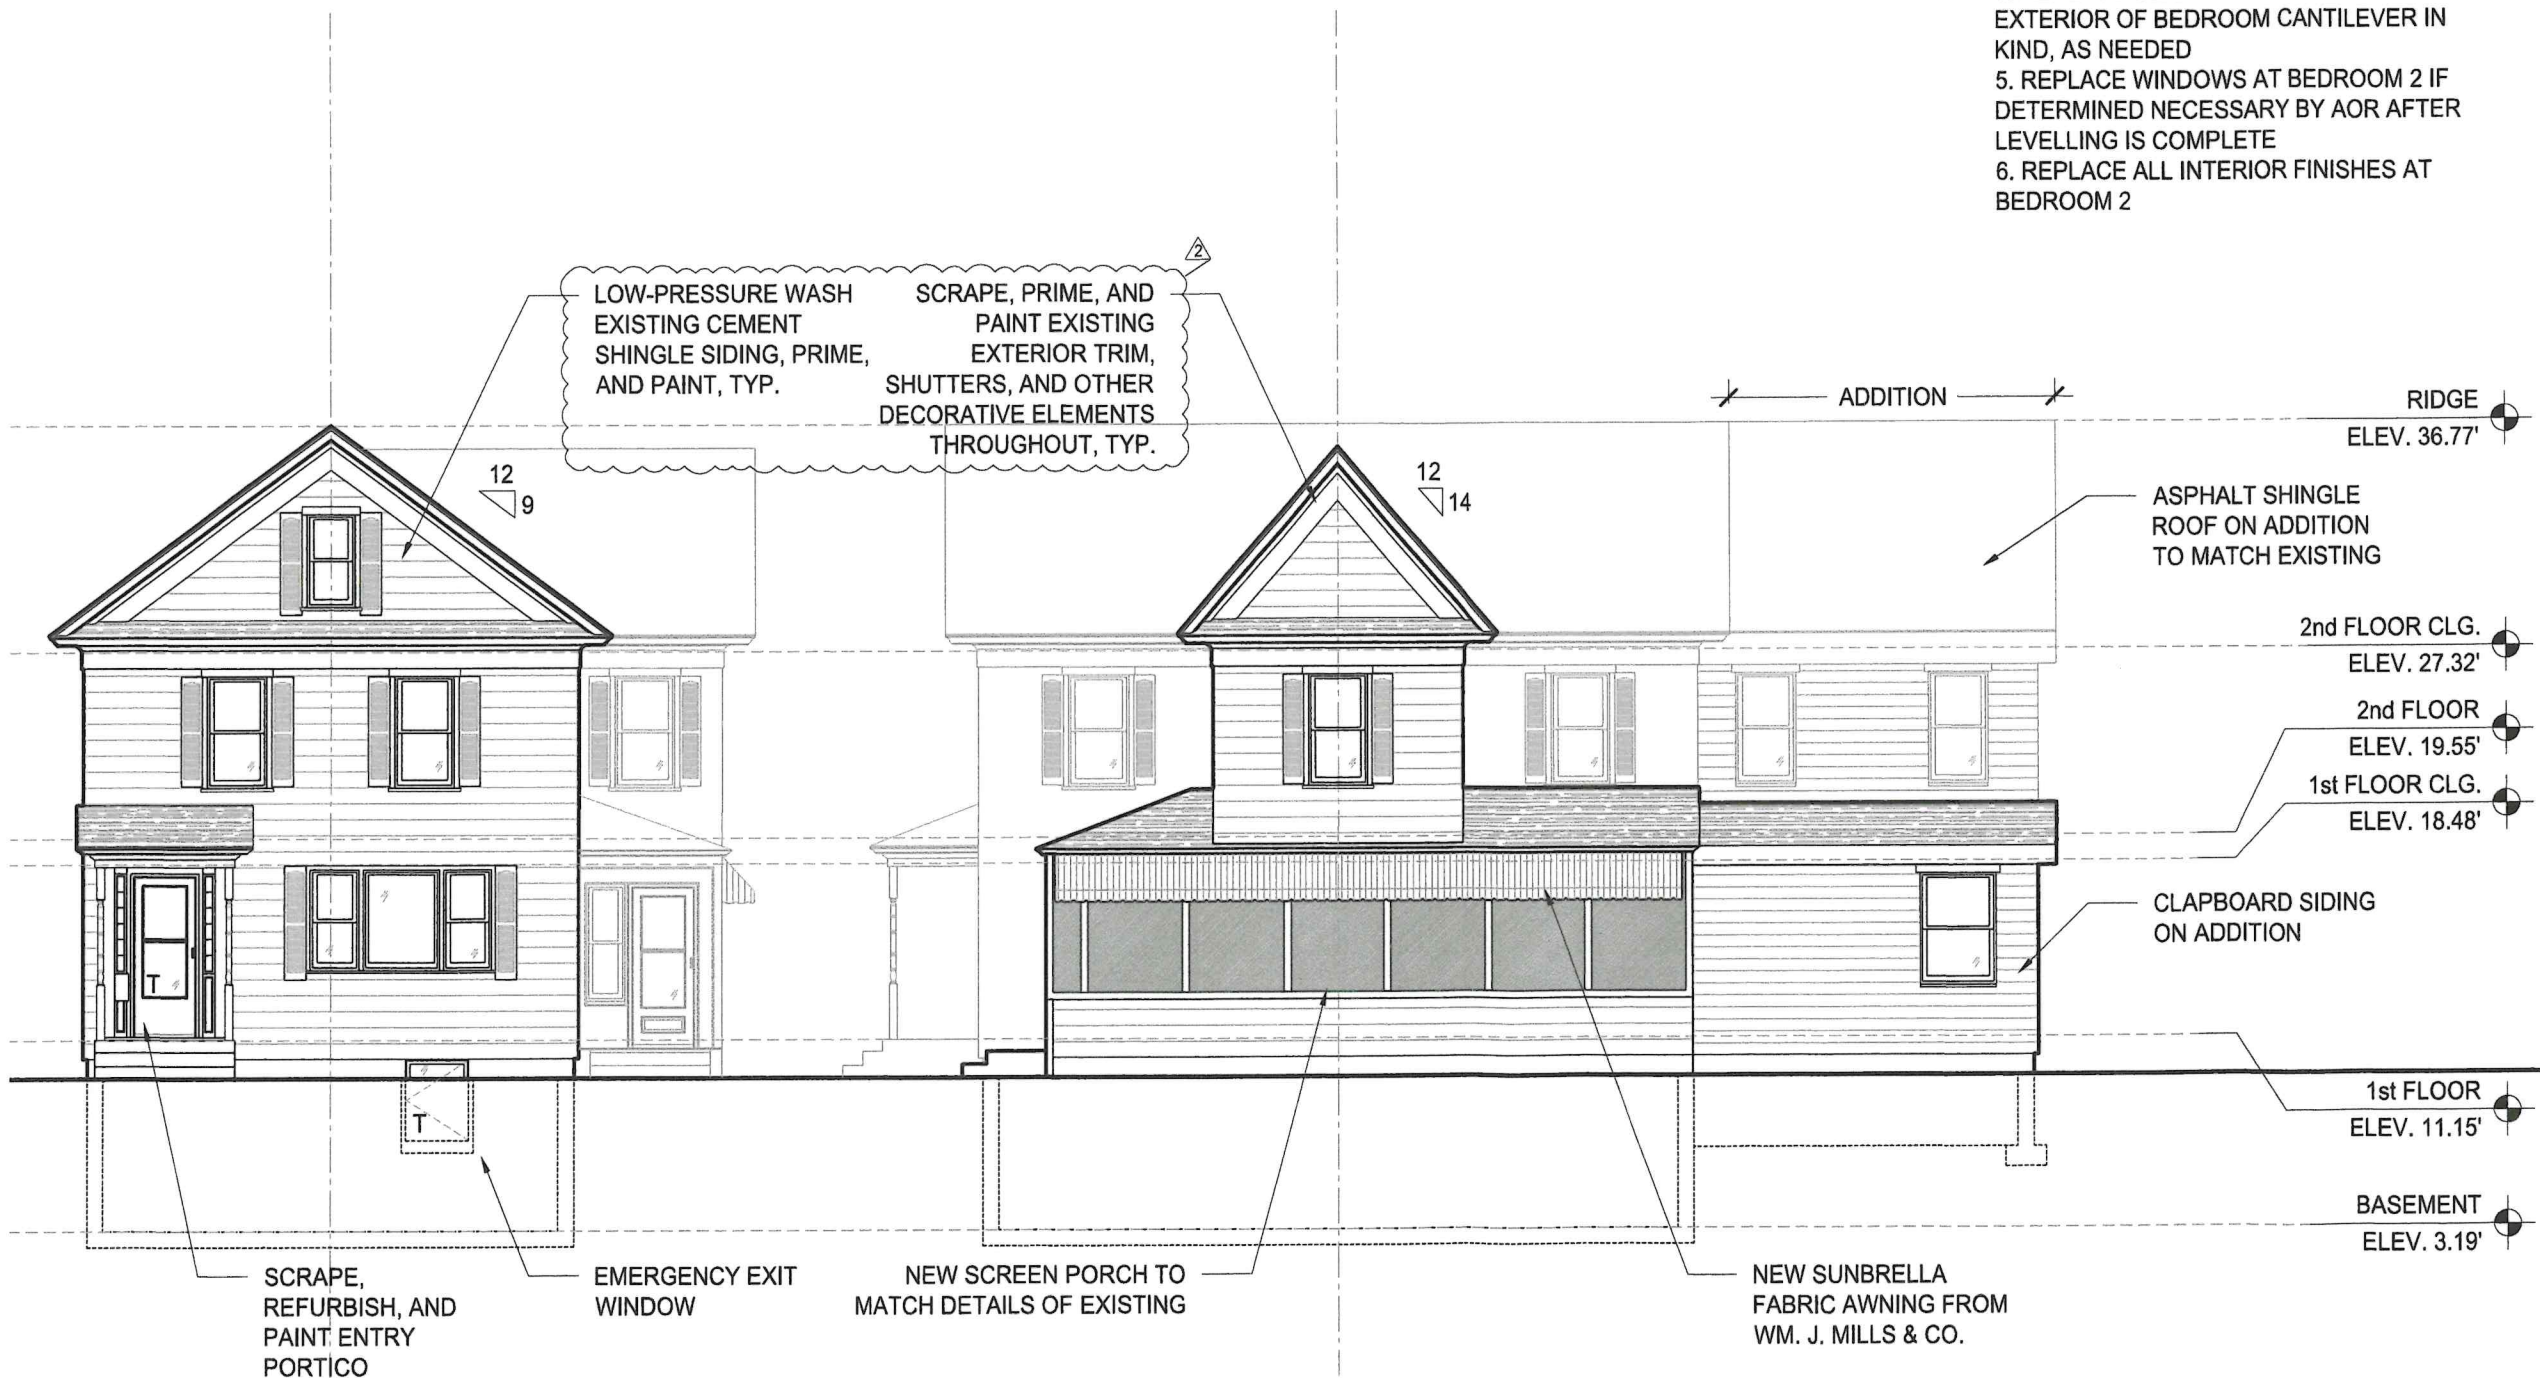 EXTERIOR OF BEDROOM CANTILEVER IN
KIND, AS NEEDED
5. REPLACE WINDOWS AT BEDROOM 2 IF
DETERMINED NECESSARY BY AOR AFTER
LEVELLING IS COMPLETE
6. REPLACE ALL INTERIOR FINISHES AT
BEDROOM 2
2
LOW-PRESSURE WASH
EXISTING CEMENT
SHINGLE SIDING, PRIME,
AND PAINT, TYP.
SCRAPE, PRIME, AND
PAINT EXISTING
EXTERIOR TRIM,
SHUTTERS, AND OTHER
DECORATIVE ELEMENTS
THROUGHOUT, TYP.
ADDITION
RIDGE
ELEV. 36.77'
12
9
12
14
ASPHALT SHINGLE
ROOF ON ADDITION
TO MATCH EXISTING
2nd FLOOR CLG.
ELEV. 27.32'
2nd FLOOR
ELEV. 19.55'
1st FLOOR CLG.
ELEV. 18.48'
CLAPBOARD SIDING
ON ADDITION
T
T
1st FLOOR
ELEV. 11.15'
BASEMENT
ELEV. 3.19'
SCRAPE,
REFURBISH, AND
PAINT ENTRY
PORTICO
EMERGENCY EXIT
WINDOW
NEW SCREEN PORCH TO
MATCH DETAILS OF EXISTING
NEW SUNBRELLA
FABRIC AWNING FROM
WM. J. MILLS & CO.